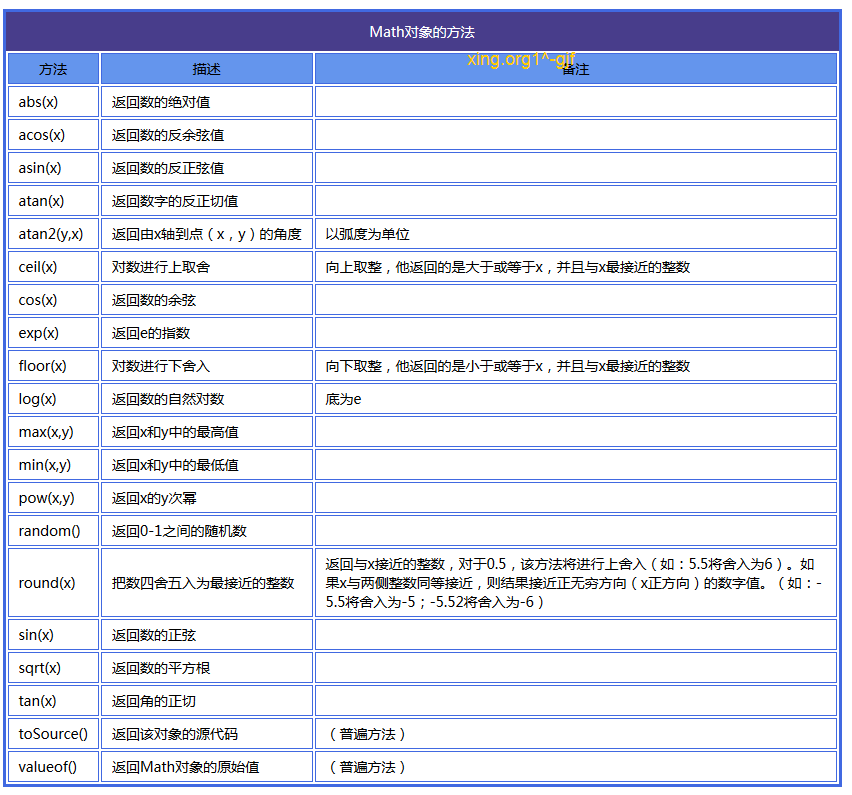 Math对象的方法
xing.org1^-gif
方法 描述 备注
abs(x) 返回数的绝对值
acos(x) 返回数的反余弦值
asin(x) 返回数的反正弦值
atan(x) 返回数字的反正切值
atan2(y,x) 返回由x轴到点（x，y）的角度 以弧度为单位
ceil(x) 对数进行上取舍 向上取整，他返回的是大于或等于x，并且与x最接近的整数
cos(x) 返回数的余弦
exp(x) 返回e的指数
floor(x) 对数进行下舍入 向下取整，他返回的是小于或等于x，并且与x最接近的整数
log(x) 返回数的自然对数 底为e
max(x,y) 返回x和y中的最高值
min(x,y) 返回x和y中的最低值
pow(x,y) 返回x的y次幂
random() 返回0-1之间的随机数
round(x) 把数四舍五入为最接近的整数 返回与x接近的整数，对于0.5，该方法将进行上舍入（如：5.5将舍入为6）。如
果x与两侧整数同等接近，则结果接近正无穷方向（x正方向）的数字值。（如：-
5.5将舍入为-5；-5.52将舍入为-6）
sin(x) 返回数的正弦
sqrt(x) 返回数的平方根
tan(x) 返回角的正切
toSource() 返回该对象的源代码 （普遍方法）
valueof() 返回Math对象的原始值 （普遍方法）